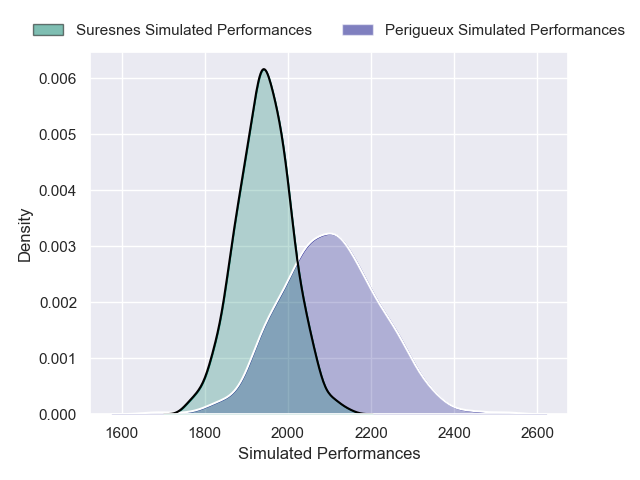 Suresnes Simulated Performances
Perigueux Simulated Performances
0.006
0.005
0.004
0.003
0.002
0.001
0.000
Density
1600 1800 2000 2200 2400 2600
Simulated Performances